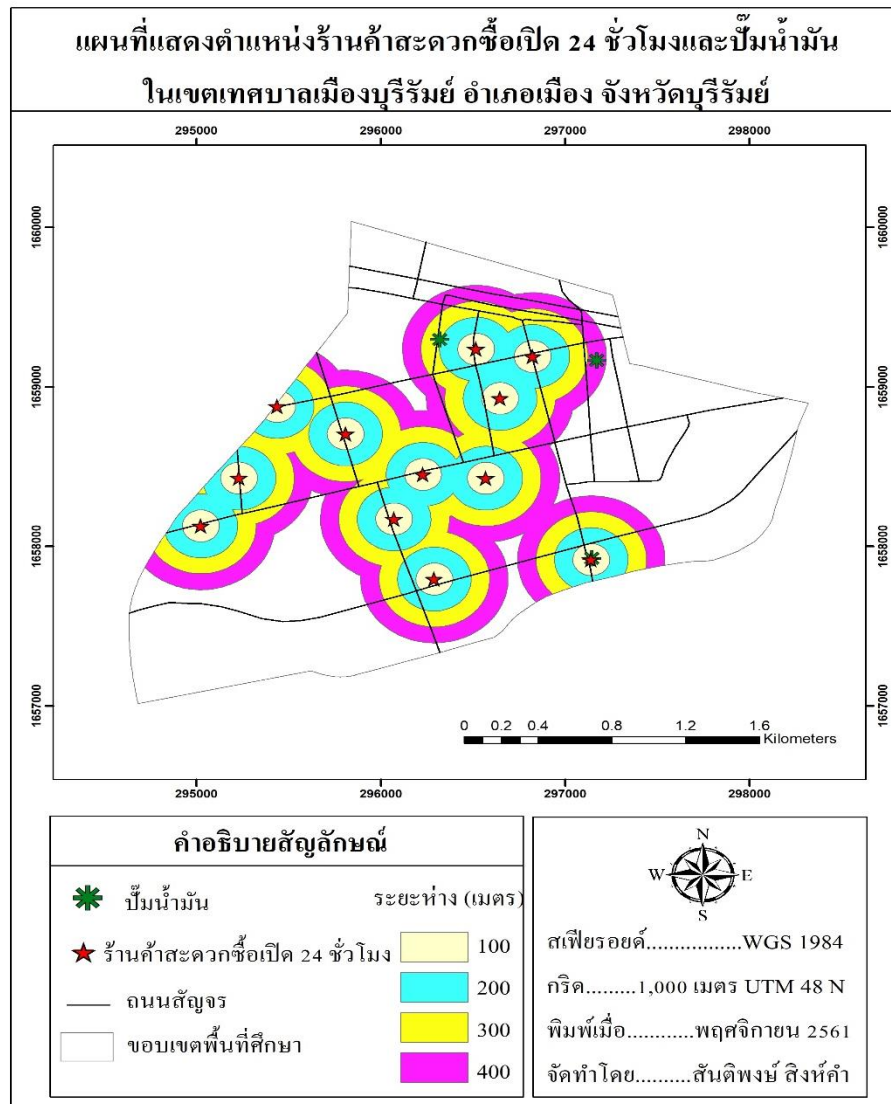 แผนที่แสดงตำแหน่งร้านค้าสะดวกซื้อเปิด 24 ชั่วโมงและปั๊มน้ำมัน
ในเขตเทศบาลเมืองบุรีรัมย์ อำเภอเมือง จังหวัดบุรีรัมย์
295000 296000 297000 298000
1660000 1660000
1659000 1659000
1658000 1658000
1657000 1657000
0 0.2 0.4 0.8 1.2 1.6
Kilometers
295000 296000 297000 298000
คำอธิบายสัญลักษณ์
ปั๊มน้ำมัน
ร้านค้าสะดวกซื้อเปิด 24 ชั่วโมง
ถนนสัญจร
ขอบเขตพื้นที่ศึกษา
ระยะห่าง (เมตร)
100
200
300
400
N
W E
S
สเฟียรอยด์................WGS 1984
กริด.........1,000 เมตร UTM 48 N
พิมพ์เมื่อ............พฤศจิกายน 2561
จัดทำโดย..........สันติพงษ์ สิงห์คำ